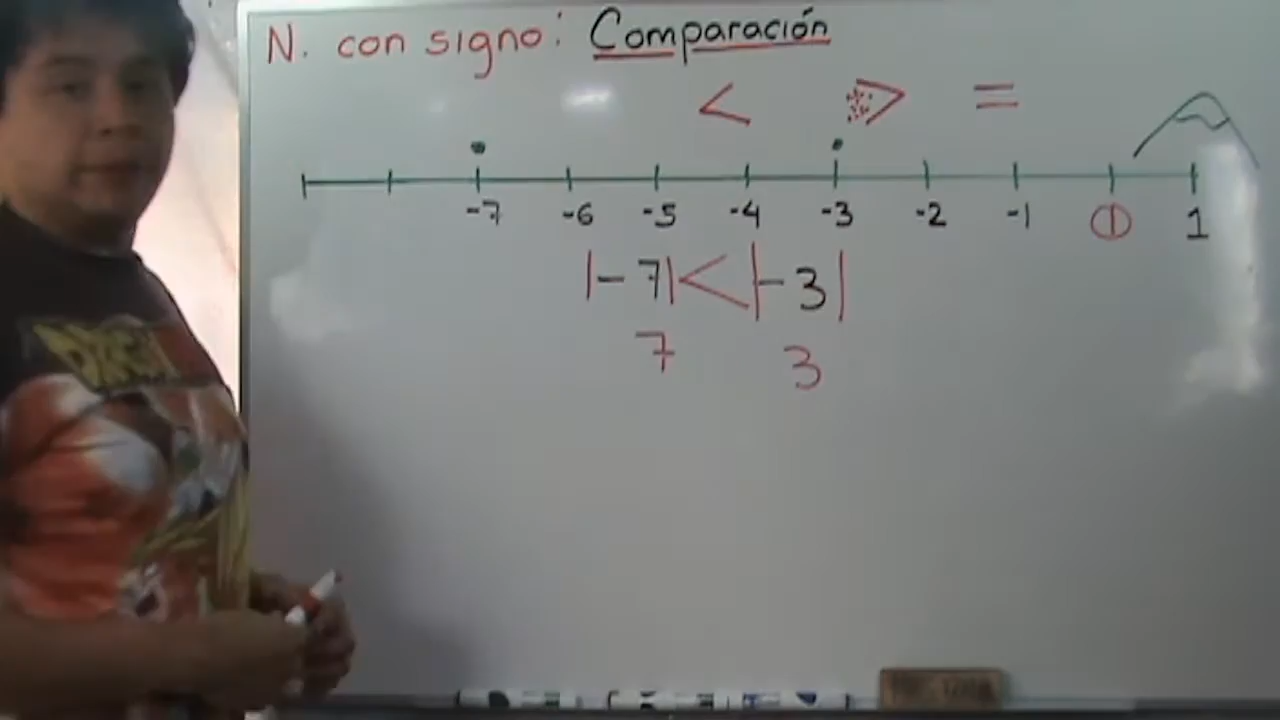 N. con signo: Comparación
< > =
-7 -6 -5 -4 -3 -2 -1 0 1
|-7| < |-3|
7 3